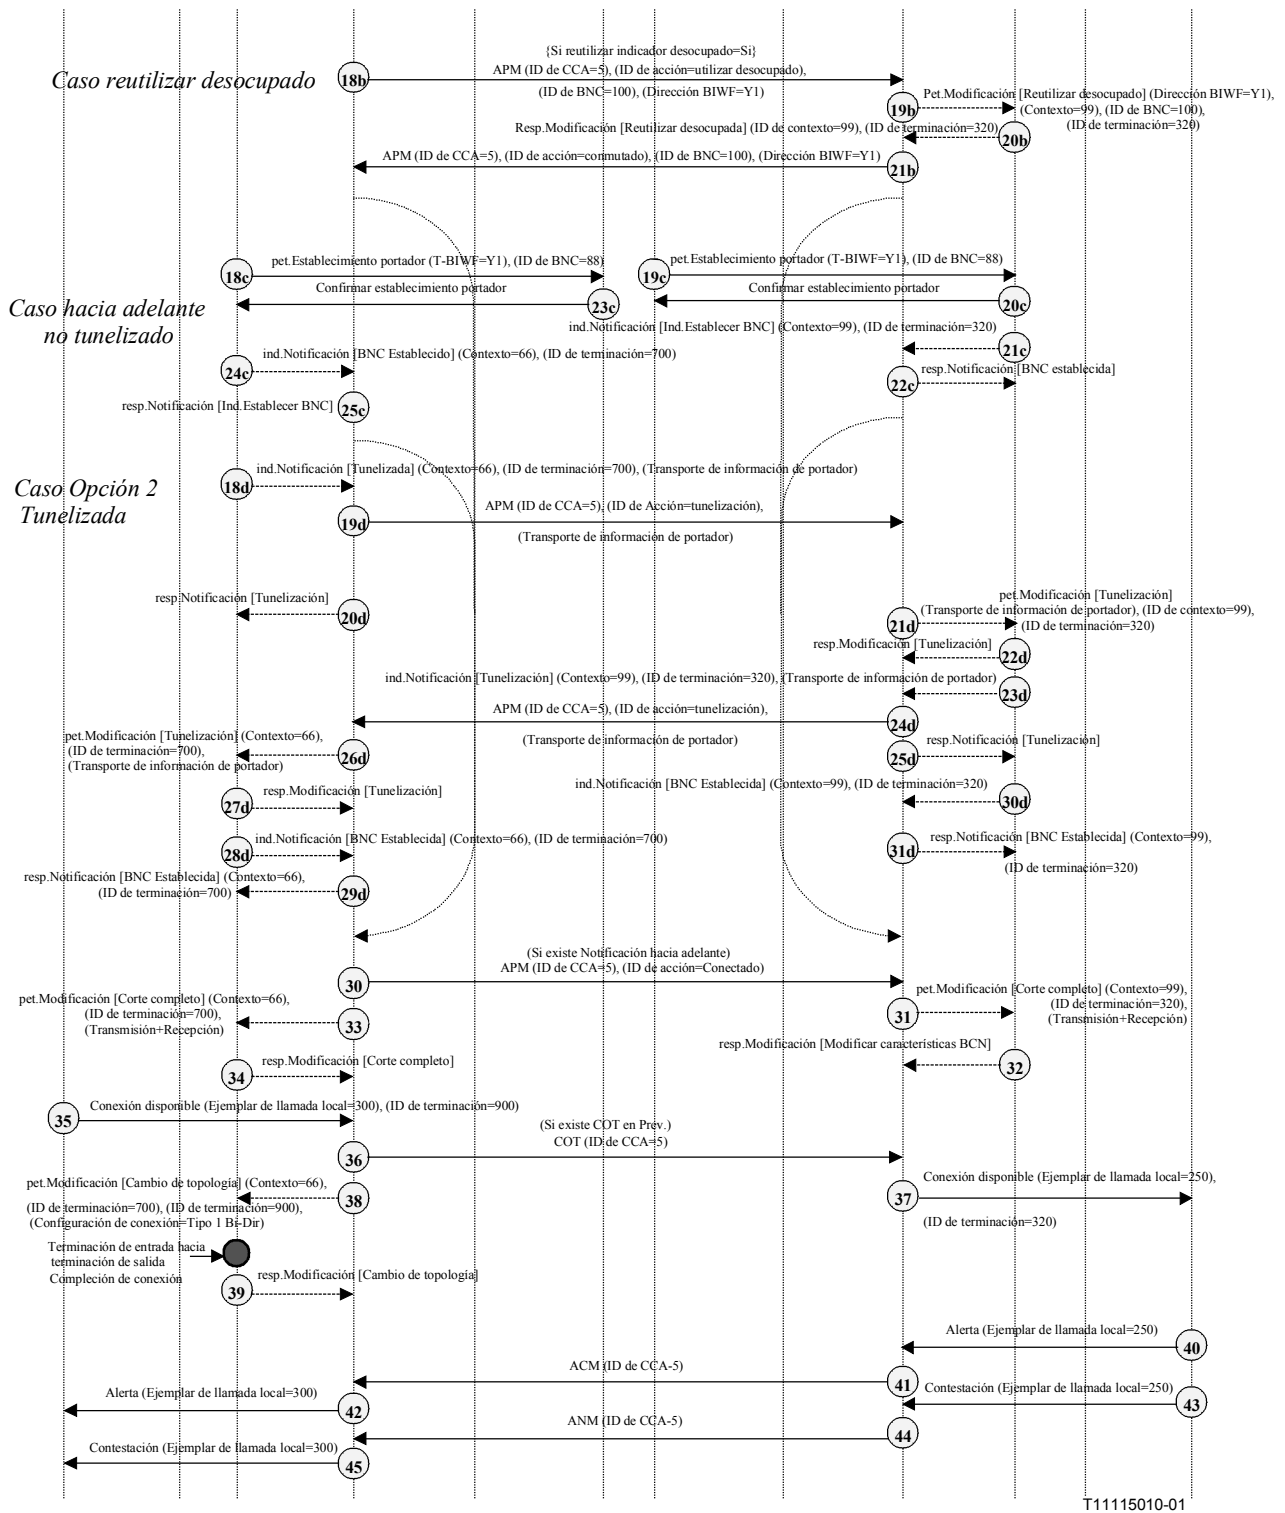 {Si reutilizar indicador desocupado=Si}
Caso reutilizar desocupado
18b
APM (ID de CCA=5), (ID de acción=utilizar desocupado),
(ID de BNC=100), (Dirección BIWF=Y1)
19b
Pet.Modificación [Reutilizar desocupado] (Dirección BIWF=Y1),
(Contexto=99), (ID de BNC=100),
(ID de terminación=320)
Resp.Modificación [Reutilizar desocupada] (ID de contexto=99), (ID de terminación=320)
20b
APM (ID de CCA=5), (ID de acción=conmutado), (ID de BNC=100), (Dirección BIWF=Y1)
21b
18c
pet.Establecimiento portador (T-BIWF=Y1), (ID de BNC=88)
19c
pet.Establecimiento portador (T-BIWF=Y1), (ID de BNC=88)
Caso hacia adelante
no tunelizado
Confirmar establecimiento portador
23c
Confirmar establecimiento portador
20c
ind.Notificación [Ind.Establecer BNC] (Contexto=99), (ID de terminación=320)
21c
24c
ind.Notificación [BNC Establecido] (Contexto=66), (ID de terminación=700)
22c
resp.Notificación [BNC establecida]
resp.Notificación [Ind.Establecer BNC]
25c
Caso Opción 2
Tunelizada
18d
ind.Notificación [Tunelizada] (Contexto=66), (ID de terminación=700), (Transporte de información de portador)
19d
APM (ID de CCA=5), (ID de Acción=tunelización),
(Transporte de información de portador)
resp.Notificación [Tunelización]
20d
21d
pet.Modificación [Tunelización]
(Transporte de información de portador), (ID de contexto=99),
(ID de terminación=320)
resp.Modificación [Tunelización]
22d
ind.Notificación [Tunelización] (Contexto=99), (ID de terminación=320), (Transporte de información de portador)
23d
APM (ID de CCA=5), (ID de acción=tunelización),
(Transporte de información de portador)
24d
pet.Modificación [Tunelización] (Contexto=66),
(ID de terminación=700),
(Transporte de información de portador)
26d
25d
resp.Notificación [Tunelización]
27d
resp.Modificación [Tunelización]
ind.Notificación [BNC Establecida] (Contexto=99), (ID de terminación=320)
30d
28d
ind.Notificación [BNC Establecida] (Contexto=66), (ID de terminación=700)
31d
resp.Notificación [BNC Establecida] (Contexto=99),
(ID de terminación=320)
resp.Notificación [BNC Establecida] (Contexto=66),
(ID de terminación=700)
29d
(Si existe Notificación hacia adelante)
30
APM (ID de CCA=5), (ID de acción=Conectado)
pet.Modificación [Corte completo] (Contexto=66),
(ID de terminación=700),
(Transmisión+Recepción)
33
31
pet.Modificación [Corte completo] (Contexto=99),
(ID de terminación=320),
(Transmisión+Recepción)
resp.Modificación [Modificar características BCN]
32
34
resp.Modificación [Corte completo]
35
Conexión disponible (Ejemplar de llamada local=300), (ID de terminación=900)
(Si existe COT en Prev.)
36
COT (ID de CCA=5)
pet.Modificación [Cambio de topología] (Contexto=66),
(ID de terminación=700), (ID de terminación=900),
(Configuración de conexión=Tipo 1 Bi-Dir)
38
37
Conexión disponible (Ejemplar de llamada local=250),
(ID de terminación=320)
Terminación de entrada hacia
terminación de salida
Compleción de conexión
39
resp.Modificación [Cambio de topología]
Alerta (Ejemplar de llamada local=250)
40
ACM (ID de CCA-5)
41
Alerta (Ejemplar de llamada local=300)
42
Contestación (Ejemplar de llamada local=250)
43
ANM (ID de CCA-5)
44
Contestación (Ejemplar de llamada local=300)
45
T11115010-01